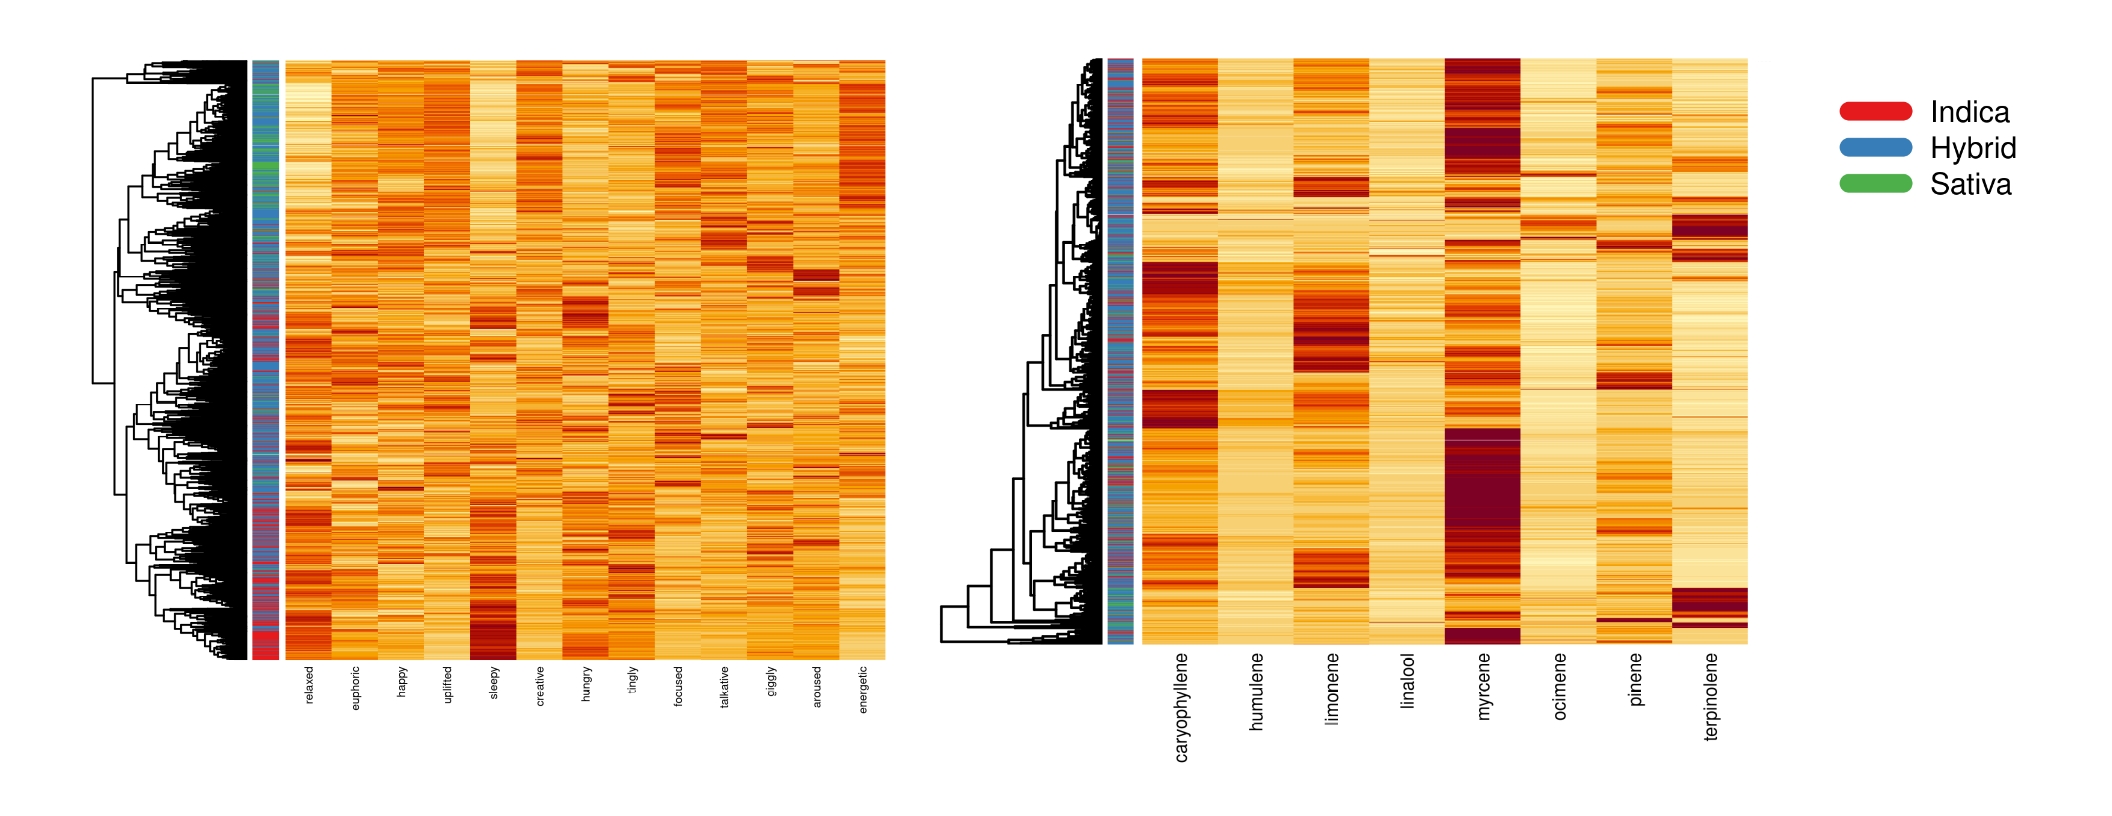 Indica
Hybrid
Sativa
relaxed
euphoric
happy
uplifted
sleepy
creative
hungry
tingly
focused
talkative
giggly
aroused
energetic
caryophyllene
humulene
limonene
linalool
myrcene
ocimene
pinene
terpinolene